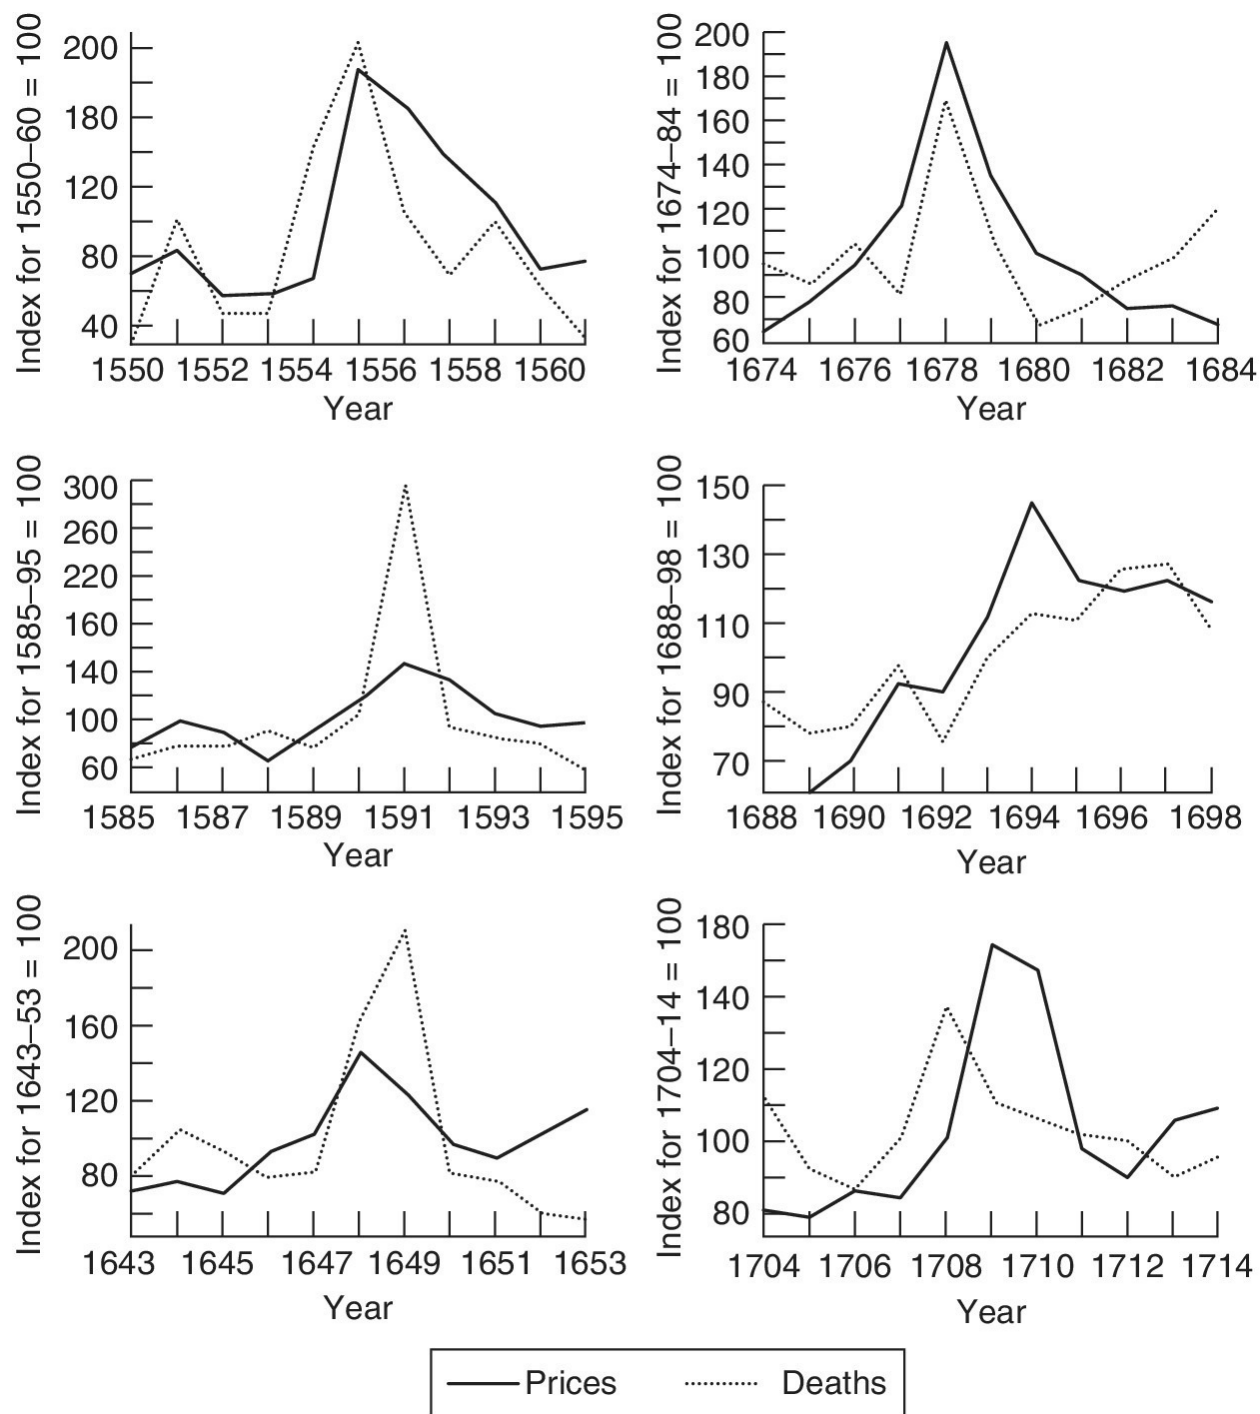 Index for 1550–60 = 100
200
180
120
80
40
1550 1552 1554 1556 1558 1560
Year
Index for 1674–84 = 100
200
180
160
140
120
100
80
60
1674 1676 1678 1680 1682 1684
Year
Index for 1585–95 = 100
300
260
220
160
140
100
60
1585 1587 1589 1591 1593 1595
Year
Index for 1688–98 = 100
150
130
110
90
70
1688 1690 1692 1694 1696 1698
Year
Index for 1643–53 = 100
200
160
120
80
1643 1645 1647 1649 1651 1653
Year
Index for 1704–14 = 100
180
140
120
100
80
1704 1706 1708 1710 1712 1714
Year
Prices Deaths